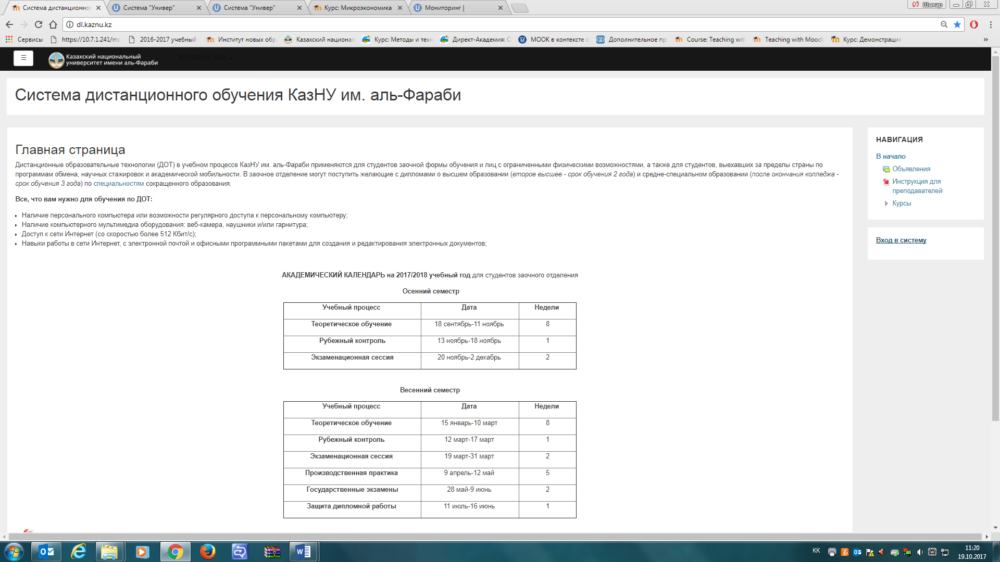 Система дистанционног
Система "Универ"
Система "Универ"
Курс: Микроэкономика
Мониторинг |
Шынар
dl.kaznu.kz
Сервисы
https://10.7.1.241/mo
2016-2017 учебный
Институт новых обр
Казахский национал
Курс: Методы и техн
Директ-Академия: О
МООК в контексте с
Дополнительное пр
Course: Teaching wit
Teaching with Moodl
Курс: Демонстрация
Казахский национальный
университет имени аль-Фараби
РУССКИЙ (RU)
Система дистанционного обучения КазНУ им. аль-Фараби
Главная страница
Дистанционные образовательные технологии (ДОТ) в учебном процессе КазНУ им. аль-Фараби применяются для студентов заочной формы обучения и лиц с ограниченными физическими возможностями, а также для студентов, выехавших за пределы страны по
программам обмена, научных стажировок и академической мобильности. В заочное отделение могут поступить желающие с дипломами о высшем образовании (второе высшее - срок обучения 2 года) и средне-специальном образовании (после окончания колледжа -
срок обучения 3 года) по специальностям сокращенного образования.
Все, что вам нужно для обучения по ДОТ:
Наличие персонального компьютера или возможности регулярного доступа к персональному компьютеру;
Наличие компьютерного мультимедиа оборудования: веб-камера, наушники и/или гарнитура;
Доступ к сети Интернет (со скоростью более 512 Кбит/с);
Навыки работы в сети Интернет, с электронной почтой и офисными программными пакетами для создания и редактирования электронных документов;
АКАДЕМИЧЕСКИЙ КАЛЕНДАРЬ на 2017/2018 учебный год для студентов заочного отделения
Осенний семестр
Учебный процесс Дата Недели
Теоретическое обучение 18 сентябрь-11 ноябрь 8
Рубежный контроль 13 ноябрь-18 ноябрь 1
Экзаменационная сессия 20 ноябрь-2 декабрь 2
Весенний семестр
Учебный процесс Дата Недели
Теоретическое обучение 15 январь-10 март 8
Рубежный контроль 12 март-17 март 1
Экзаменационная сессия 19 март-31 март 2
Производственная практика 9 апрель-12 май 5
Государственные экзамены 28 май-9 июнь 2
Защита дипломной работы 11 июль-16 июнь 1
НАВИГАЦИЯ
В начало
Объявления
Инструкция для
преподавателей
Курсы
Вход в систему
KK
11:20
19.10.2017